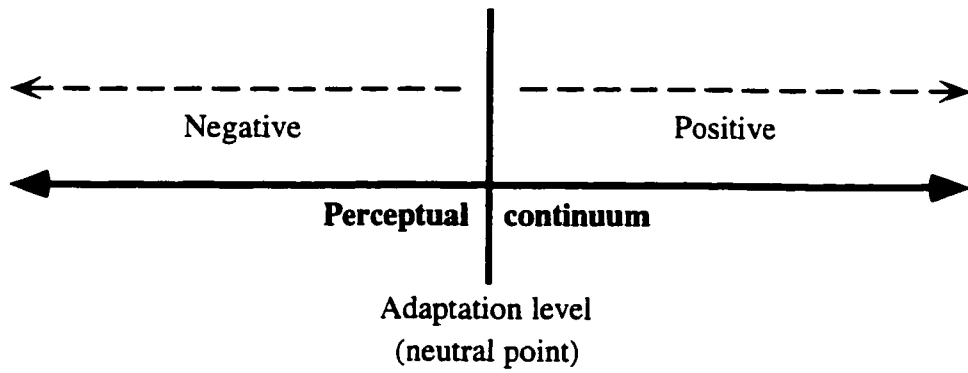 Negative Positive
Perceptual continuum
Adaptation level
(neutral point)